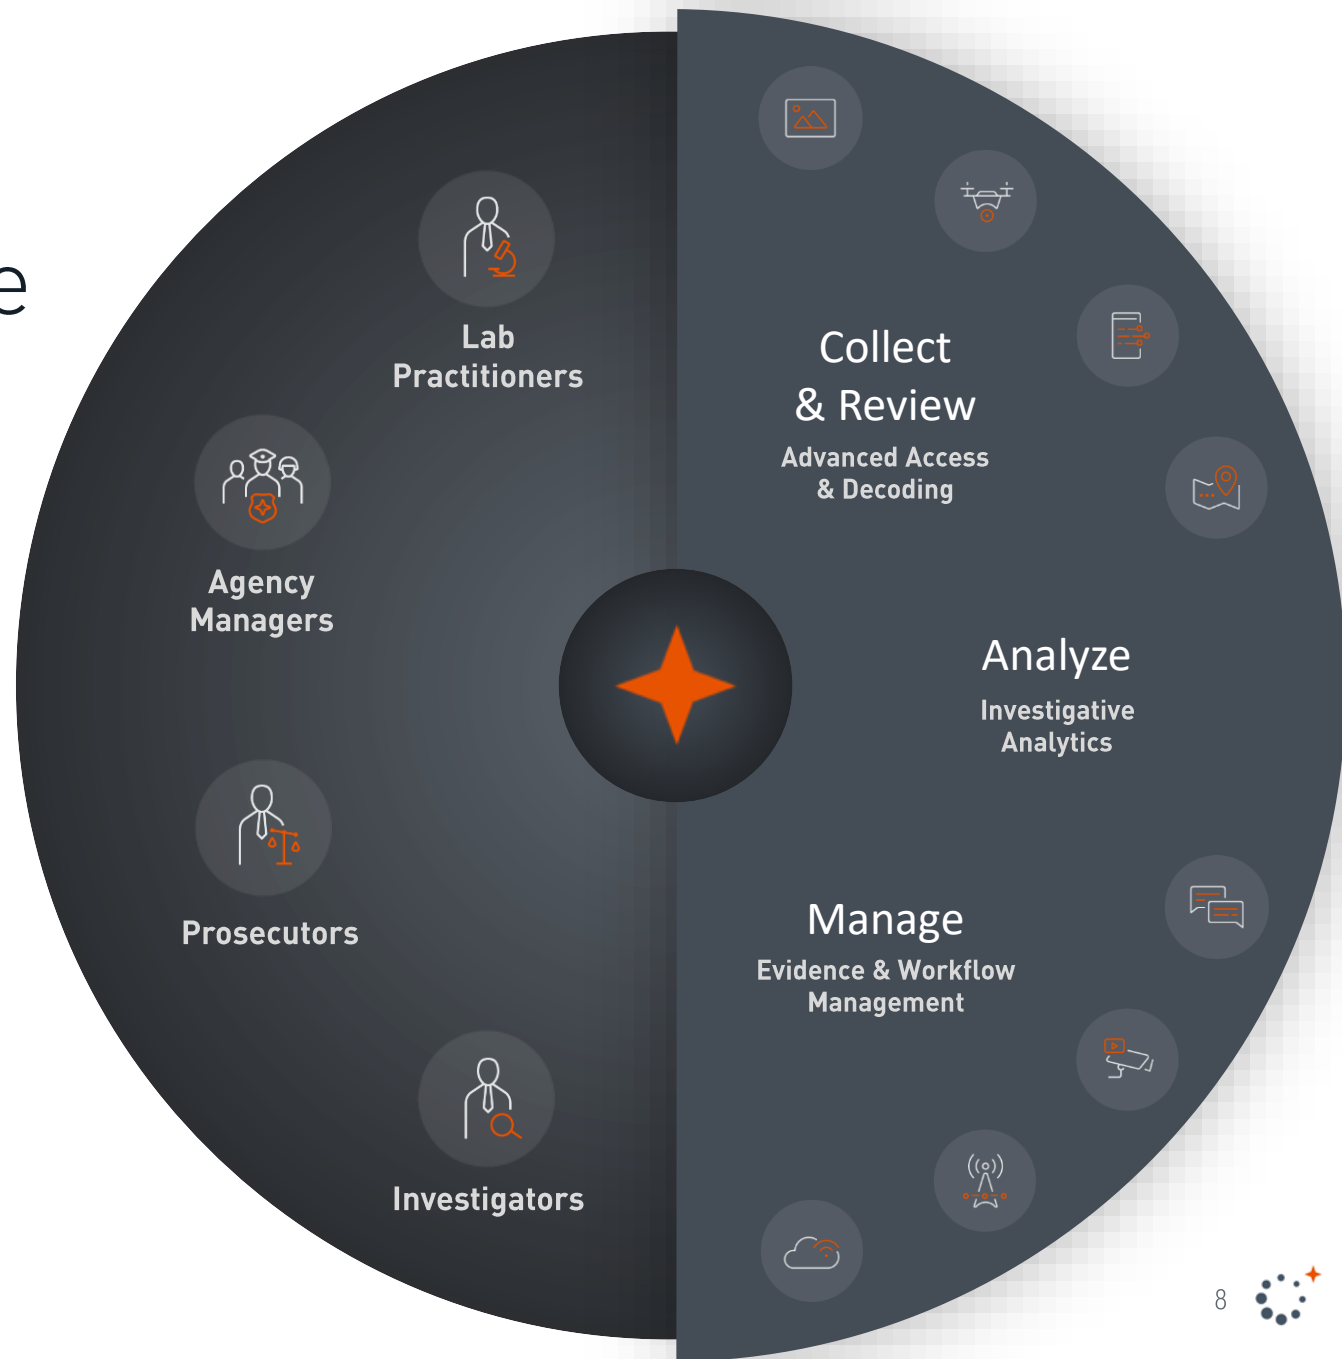 e
Lab
Practitioners
Agency
Managers
Prosecutors
Investigators
Collect
& Review
Advanced Access
& Decoding
Analyze
Investigative
Analytics
Manage
Evidence & Workflow
Management
8